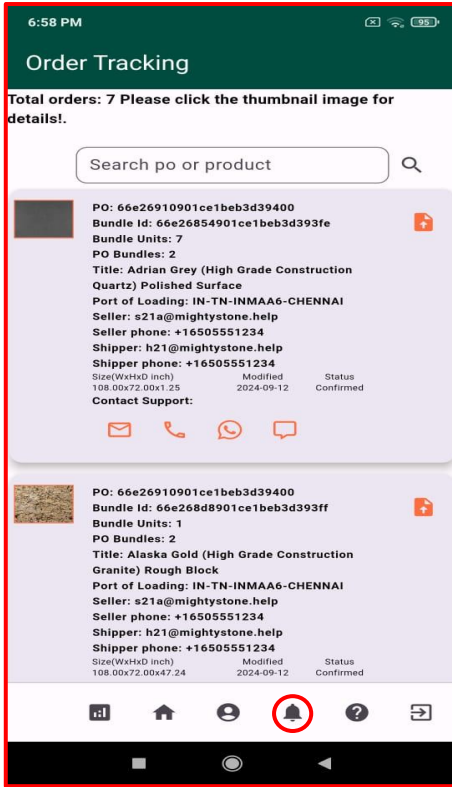 6:58 PM
95
Order Tracking
Total orders: 7 Please click the thumbnail image for
details!.
Search po or product
PO: 66e26910901ce1beb3d39400
Bundle Id: 66e26854901ce1beb3d393fe
Bundle Units: 7
PO Bundles: 2
Title: Adrian Grey (High Grade Construction
Quartz) Polished Surface
Port of Loading: IN-TN-INMAA6-CHENNAI
Seller: s21a@mightystone.help
Seller phone: +16505551234
Shipper: h21@mightystone.help
Shipper phone: +16505551234
Size(WxHxD inch) Modified Status
108.00x72.00x1.25 2024-09-12 Confirmed
Contact Support:
PO: 66e26910901ce1beb3d39400
Bundle Id: 66e268d8901ce1beb3d393ff
Bundle Units: 1
PO Bundles: 2
Title: Alaska Gold (High Grade Construction
Granite) Rough Block
Port of Loading: IN-TN-INMAA6-CHENNAI
Seller: s21a@mightystone.help
Seller phone: +16505551234
Shipper: h21@mightystone.help
Shipper phone: +16505551234
Size(WxHxD inch) Modified Status
108.00x72.00x47.24 2024-09-12 Confirmed